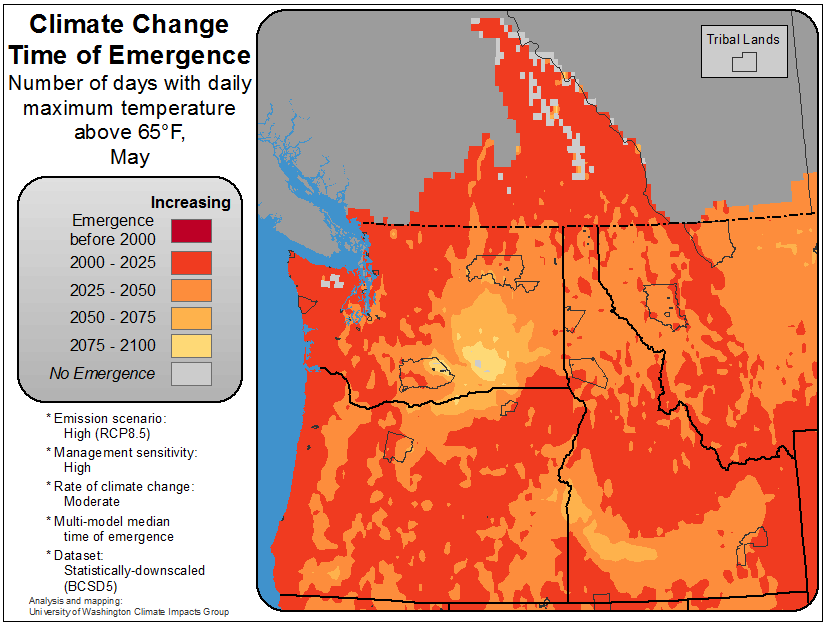 Climate Change
Time of Emergence
Number of days with daily
maximum temperature
above 65°F,
May
Increasing
Emergence
before 2000
2000 - 2025
2025 - 2050
2050 - 2075
2075 - 2100
No Emergence
* Emission scenario:
High (RCP8.5)
* Management sensitivity:
High
* Rate of climate change:
Moderate
* Multi-model median
time of emergence
* Dataset:
Statistically-downscaled
(BCSD5)
Analysis and mapping:
University of Washington Climate Impacts Group
Tribal Lands